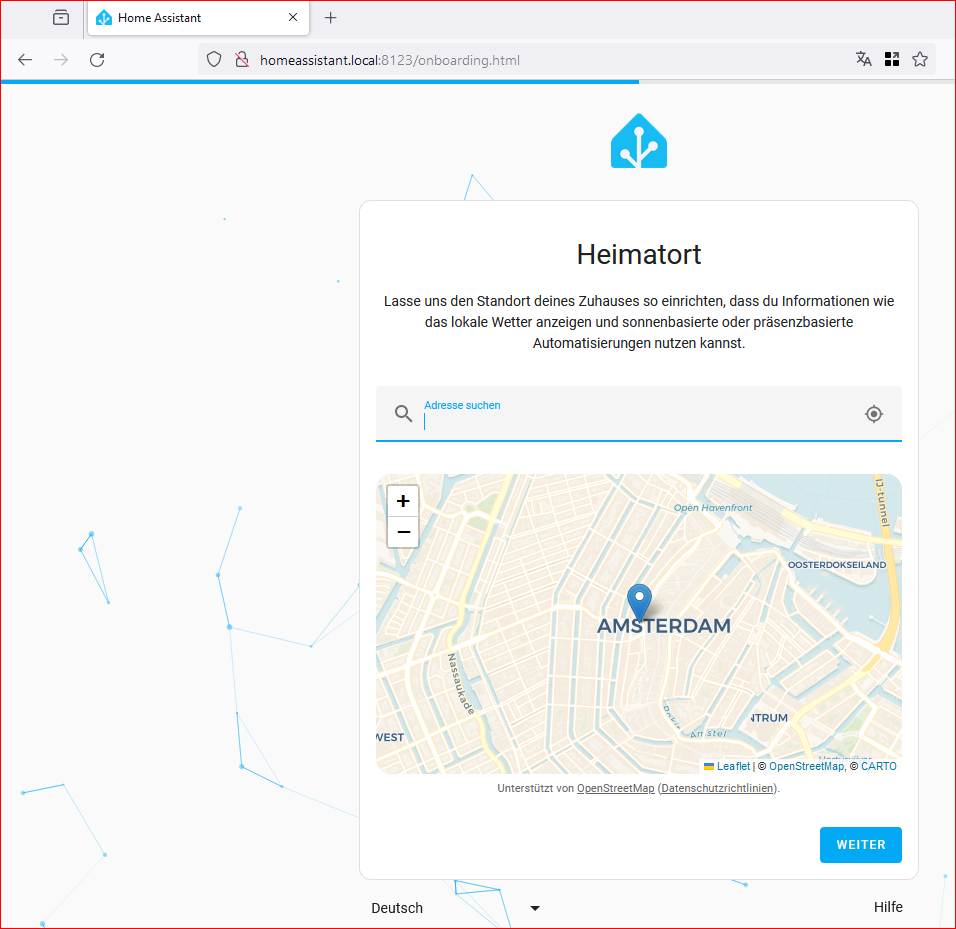 Home Assistant
homeassistant.local:8123/onboarding.html
Heimatort
Lasse uns den Standort deines Zuhauses so einrichten, dass du Informationen wie
das lokale Wetter anzeigen und sonnenbasierte oder präsenzbasierte
Automatisierungen nutzen kannst.
Adresse suchen
+
−
Open Havenfront
IJ-tunnel
OOSTERDOKSEILAND
AMSTERDAM
Nassaukade
NTRUM
WEST
Amstel
Leaflet | © OpenStreetMap, © CARTO
Unterstützt von OpenStreetMap (Datenschutzrichtlinien).
WEITER
Deutsch
Hilfe